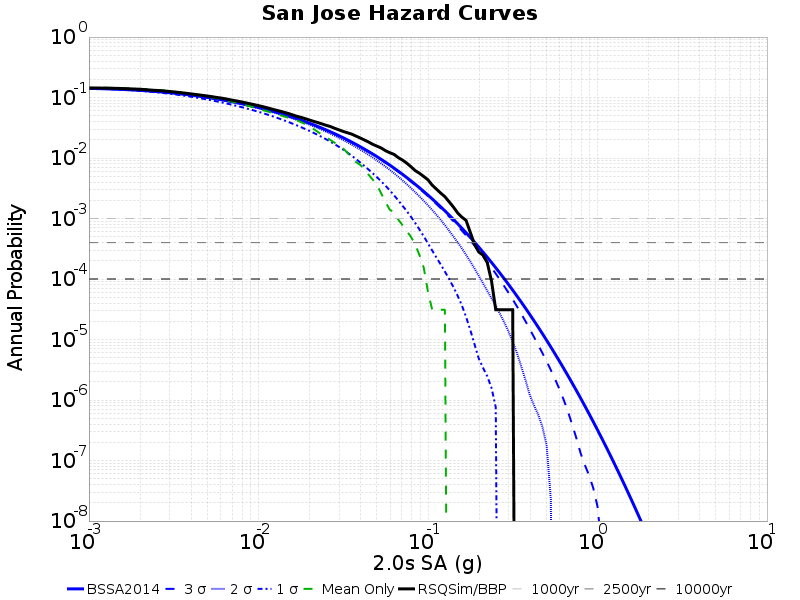 San Jose Hazard Curves
10^0
10^-1
10^-2
10^-3
10^-4
10^-5
10^-6
10^-7
10^-8
Annual Probability
10^-3 10^-2 10^-1 10^0 10^1
2.0s SA (g)
BSSA2014 3 σ 2 σ 1 σ Mean Only RSQSim/BBP 1000yr 2500yr 10000yr